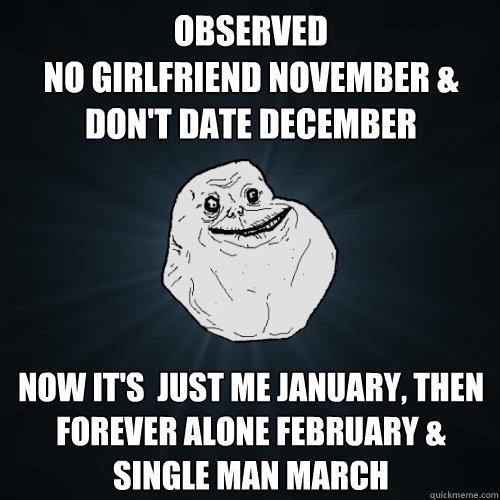 OBSERVED
NO GIRLFRIEND NOVEMBER &
DON'T DATE DECEMBER
NOW IT'S  JUST ME JANUARY, THEN
FOREVER ALONE FEBRUARY &
SINGLE MAN MARCH
quickmeme.com